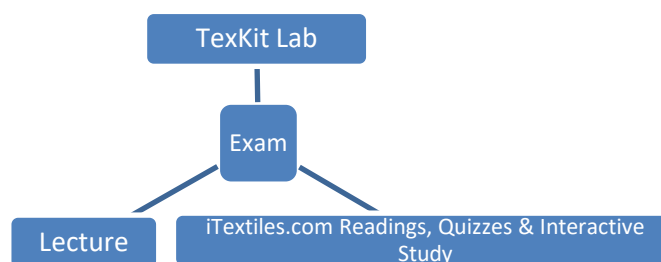 TexKit Lab
Exam
Lecture
iTextiles.com Readings, Quizzes & Interactive
Study